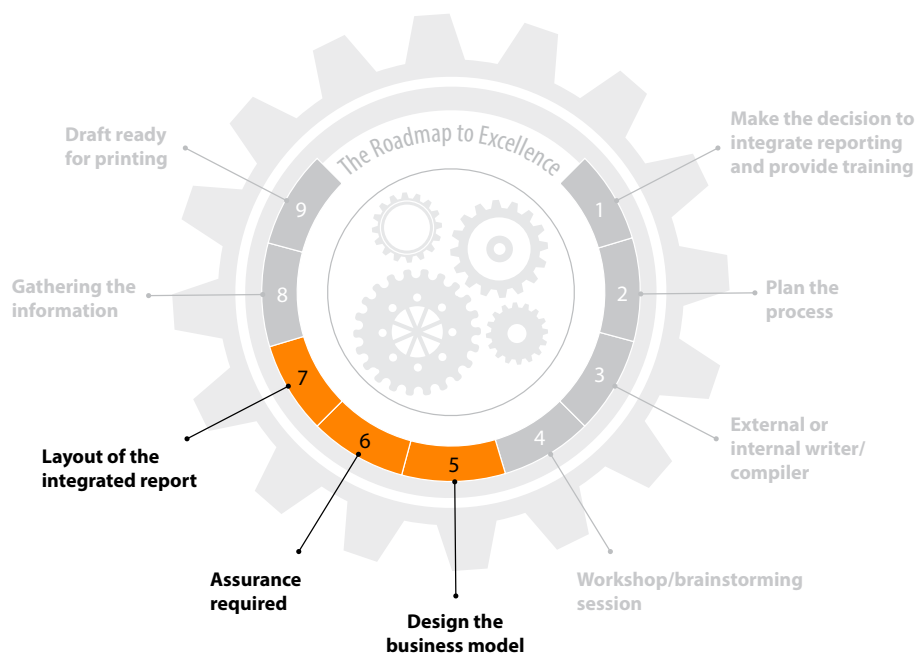 The Roadmap to Excellence
1
Make the decision to
integrate reporting
and provide training
2
Plan the
process
3
External or
internal writer/
compiler
4
Workshop/brainstorming
session
5
Design the
business model
6
Assurance
required
7
Layout of the
integrated report
8
Gathering the
information
9
Draft ready
for printing